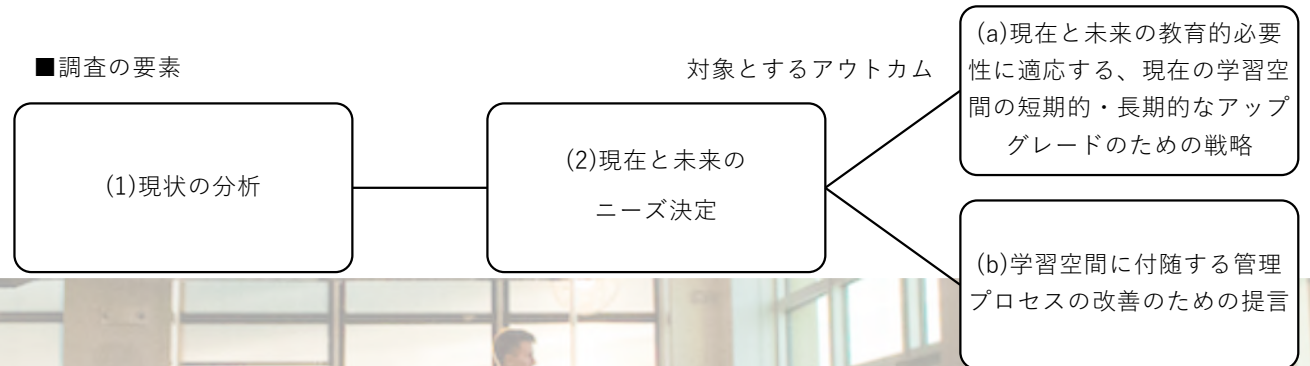 ■調査の要素
対象とするアウトカム
(1)現状の分析
(2)現在と未来の
ニーズ決定
(a)現在と未来の教育的必要
性に適応する、現在の学習空
間の短期的・長期的なアップ
グレードのための戦略
(b)学習空間に付随する管理
プロセスの改善のための提言